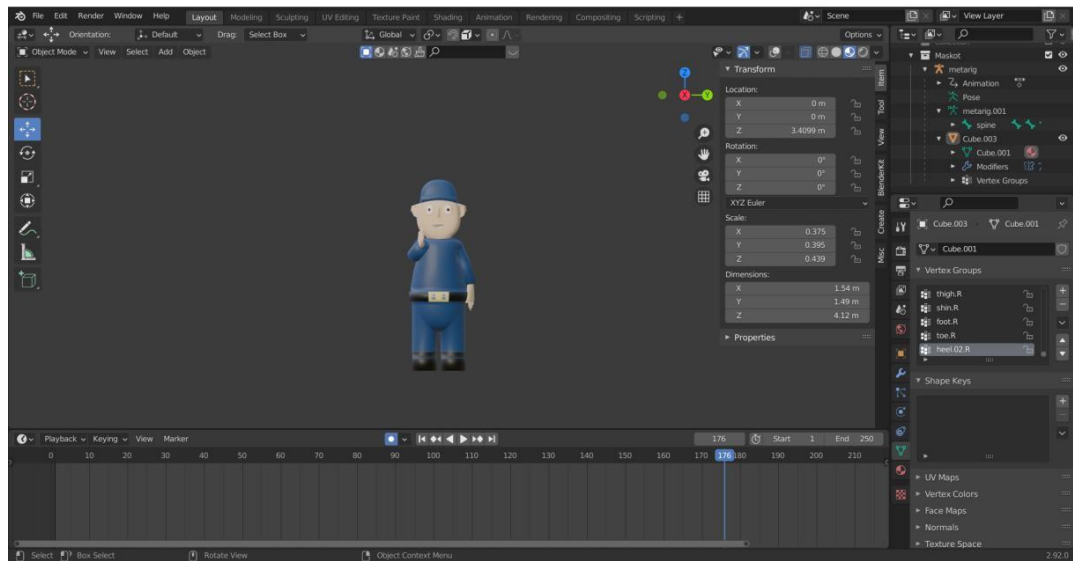 File Edit Render Window Help Layout Modeling Sculpting UV Editing Texture Paint Shading Animation Rendering Compositing Scripting + Scene View Layer
Orientation: Default Drag: Select Box Global Options
Object Mode View Select Add Object
Transform
Location:
X 0 m
Y 0 m
Z 3.4099 m
Rotation:
X 0°
Y 0°
Z 0°
XYZ Euler
Scale:
X 0.375
Y 0.395
Z 0.439
Dimensions:
X 1.54 m
Y 1.49 m
Z 4.12 m
Properties
Item
Tool
View
BlenderKit
Create
Misc
Z
X
Y
Maskot
metarig
Animation
Pose
metarig.001
spine
Cube.003
Cube.001
Modifiers
Vertex Groups
Cube.003 Cube.001
Cube.001
Vertex Groups
thigh.R
shin.R
foot.R
toe.R
heel.02.R
Shape Keys
UV Maps
Vertex Colors
Face Maps
Normals
Texture Space
Playback Keying View Marker 176 Start 1 End 250
0 10 20 30 40 50 60 70 80 90 100 110 120 130 140 150 160 170 176 180 190 200 210
Select Box Select Rotate View Object Context Menu 2.92.0